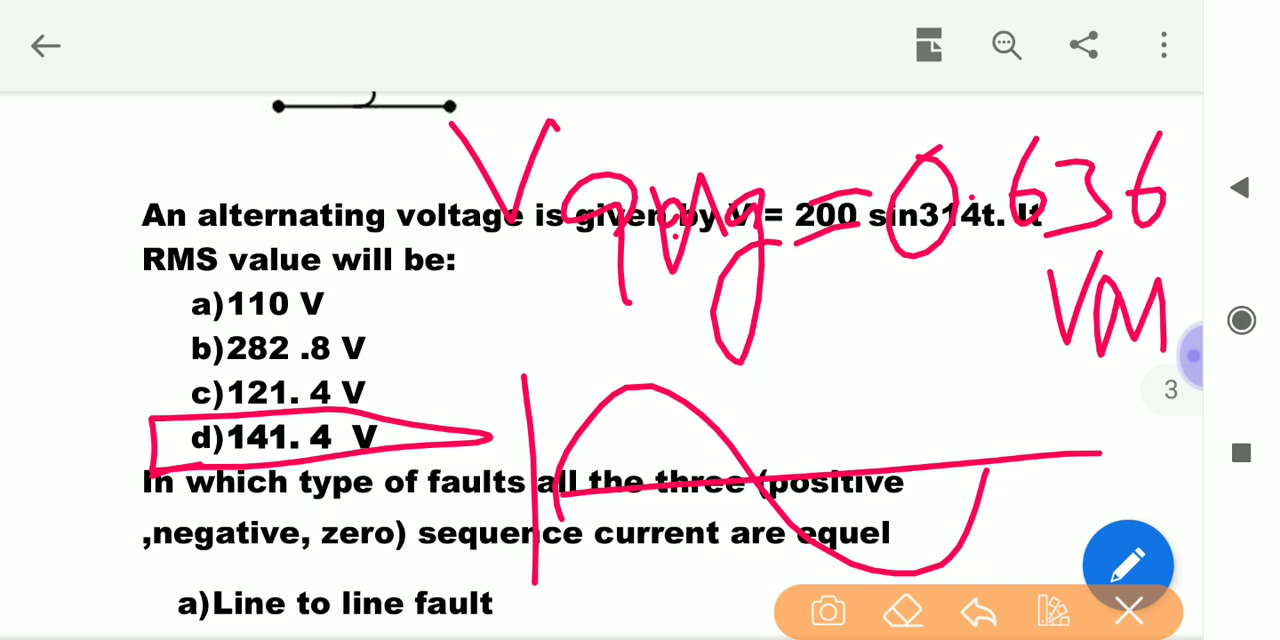 An alternating voltage is given by V = 200 sin314t. It
RMS value will be:
a)110 V
b)282 .8 V
c)121. 4 V
d)141. 4 V
In which type of faults all the three (positive
,negative, zero) sequence current are equel
a)Line to line fault
Vavg = 0.636
Vm
3